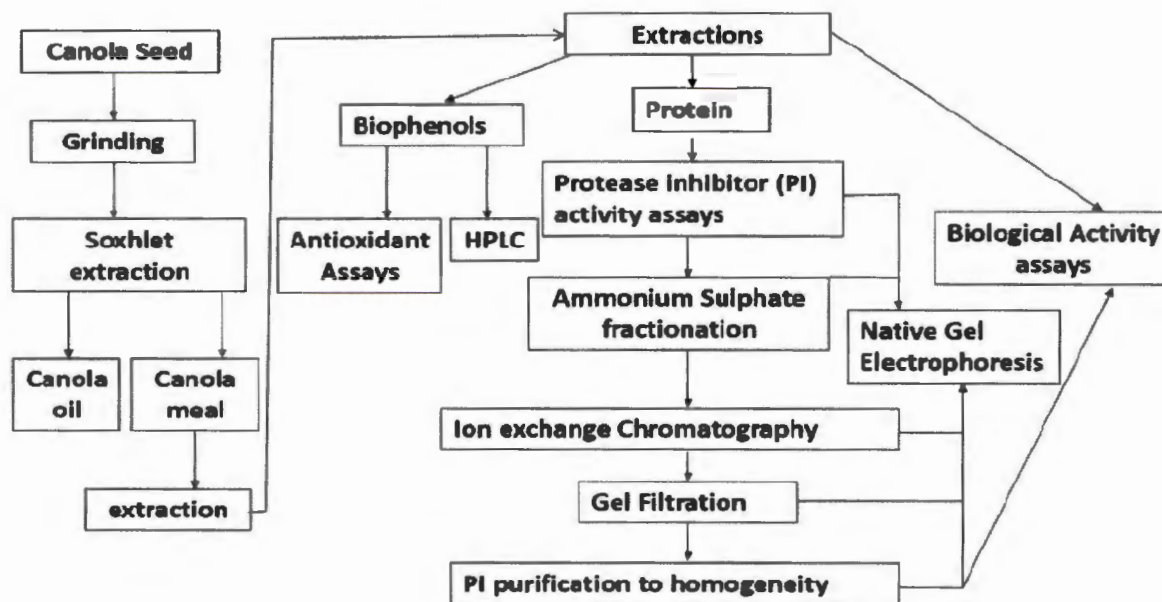 Canola Seed
Grinding
Soxhlet
extraction
Canola
oil
Canola
meal
extraction
Extractions
Biophenols
Antioxidant
Assays
HPLC
Protein
Protease inhibitor (PI)
activity assays
Ammonium Sulphate
fractionation
Ion exchange Chromatography
Gel Filtration
PI purification to homogeneity
Native Gel
Electrophoresis
Biological Activity
assays